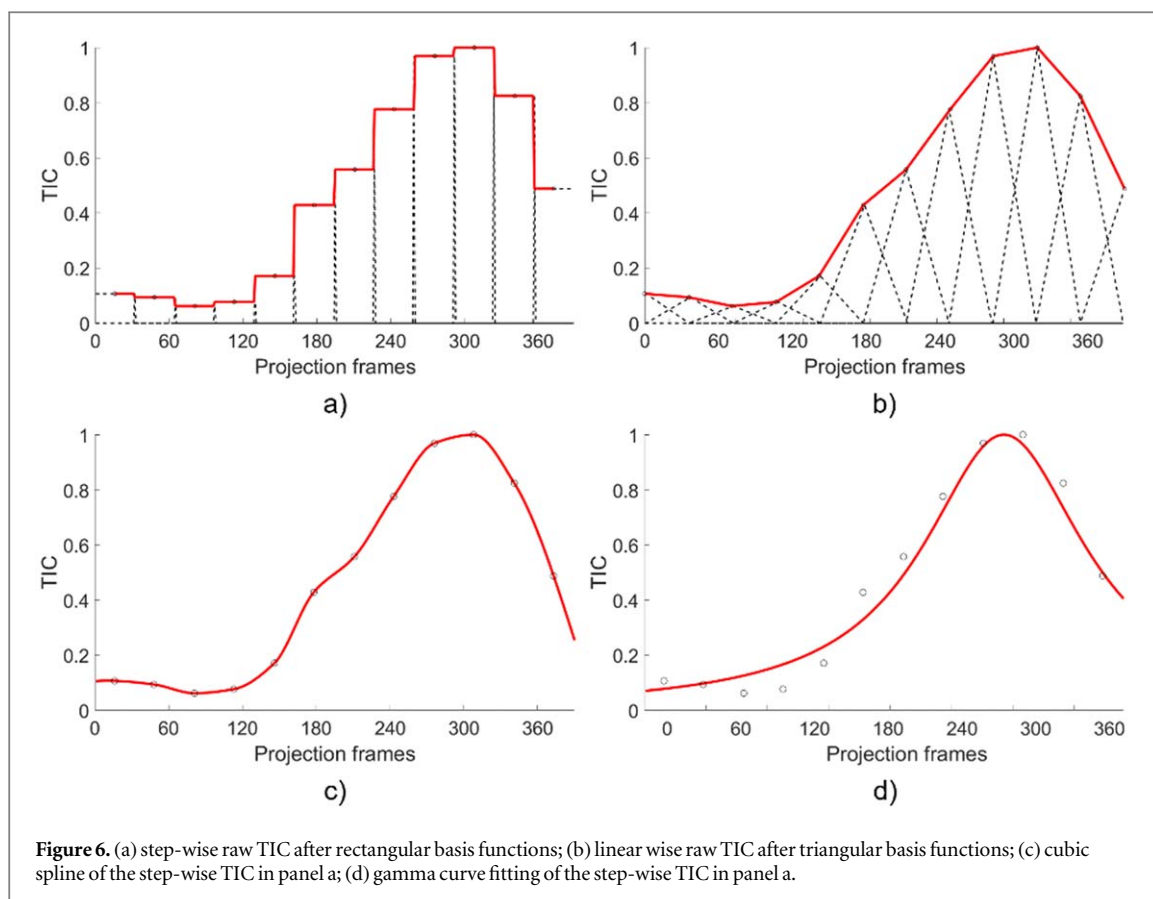 1
0.8
0.6
0.4
0.2
0
TIC
0 60 120 180 240 300 360
Projection frames
a)
1
0.8
0.6
0.4
0.2
0
TIC
0 60 120 180 240 300 360
Projection frames
b)
1
0.8
0.6
0.4
0.2
0
TIC
0 60 120 180 240 300 360
Projection frames
c)
1
0.8
0.6
0.4
0.2
0
TIC
0 60 120 180 240 300 360
Projection frames
d)
Figure 6. (a) step-wise raw TIC after rectangular basis functions; (b) linear wise raw TIC after triangular basis functions; (c) cubic
spline of the step-wise TIC in panel a; (d) gamma curve fitting of the step-wise TIC in panel a.